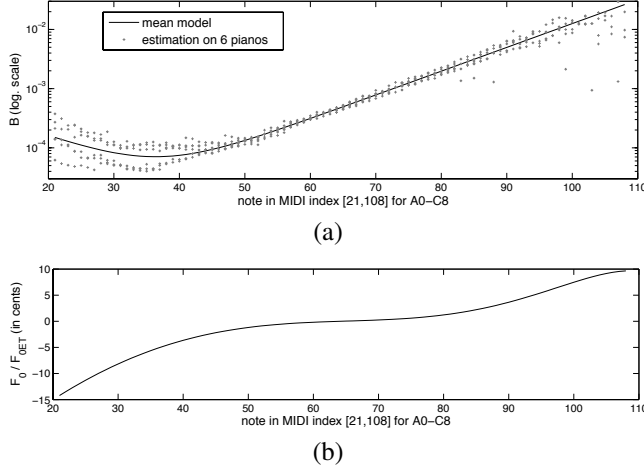 mean model
estimation on 6 pianos
B (log. scale)
10⁻²
10⁻³
10⁻⁴
20 30 40 50 60 70 80 90 100 110
note in MIDI index [21,108] for A0-C8
(a)
F₀ / F₀ET (in cents)
10
5
0
-5
-10
-15
20 30 40 50 60 70 80 90 100 110
note in MIDI index [21,108] for A0-C8
(b)